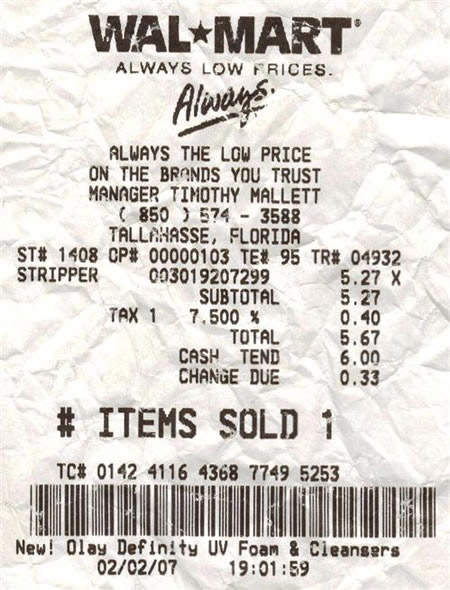 WAL★MART®
ALWAYS LOW PRICES.
Always.
ALWAYS THE LOW PRICE
ON THE BRANDS YOU TRUST
MANAGER TIMOTHY MALLETT
( 850 ) 574 - 3588
TALLAHASSE, FLORIDA
ST# 1408 CP# 00000103 TE# 95 TR# 04932
STRIPPER 003019207299 5.27 X
SUBTOTAL 5.27
TAX 1 7.500 % 0.40
TOTAL 5.67
CASH TEND 6.00
CHANGE DUE 0.33
# ITEMS SOLD 1
TC# 0142 4116 4368 7749 5253
New! Olay Definity UV Foam & Cleansers
02/02/07 19:01:59